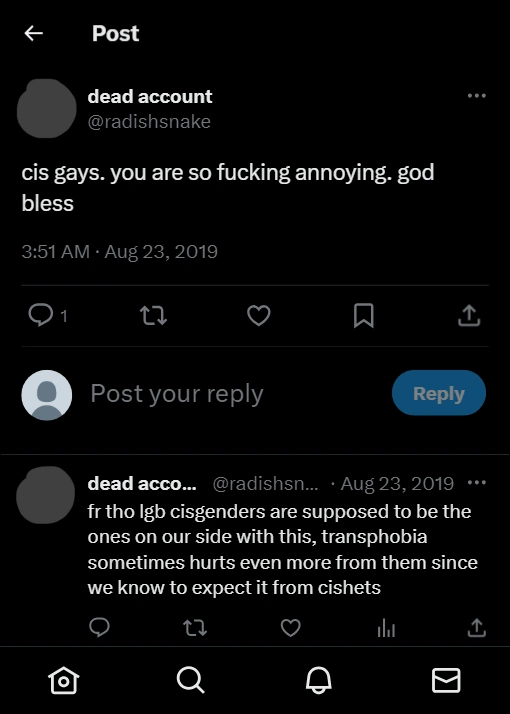 Post
dead account
@radishsnake
cis gays. you are so fucking annoying. god
bless
3:51 AM · Aug 23, 2019
1
Post your reply
Reply
dead acco... @radishsn... · Aug 23, 2019
fr tho lgb cisgenders are supposed to be the
ones on our side with this, transphobia
sometimes hurts even more from them since
we know to expect it from cishets